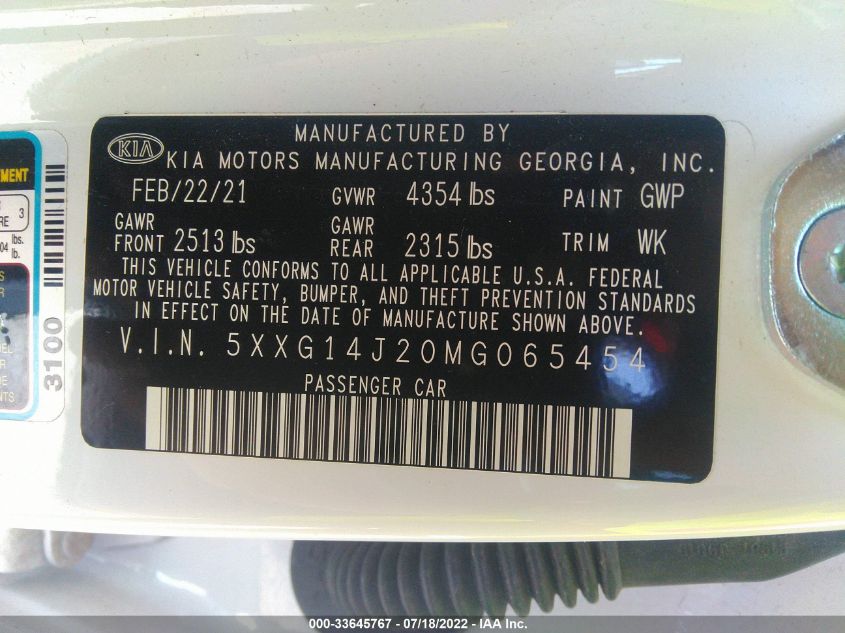 MANUFACTURED BY
KIA KIA MOTORS MANUFACTURING GEORGIA, INC.
FEB/22/21 GVWR 4354 lbs PAINT GWP
GAWR FRONT 2513 lbs GAWR REAR 2315 lbs TRIM WK
THIS VEHICLE CONFORMS TO ALL APPLICABLE U.S.A. FEDERAL
MOTOR VEHICLE SAFETY, BUMPER, AND THEFT PREVENTION STANDARDS
IN EFFECT ON THE DATE OF MANUFACTURE SHOWN ABOVE.
V.I.N. 5XXG14J20MG065454
PASSENGER CAR
3100
3
lbs.
lb.
000-33645767 - 07/18/2022 - IAA Inc.